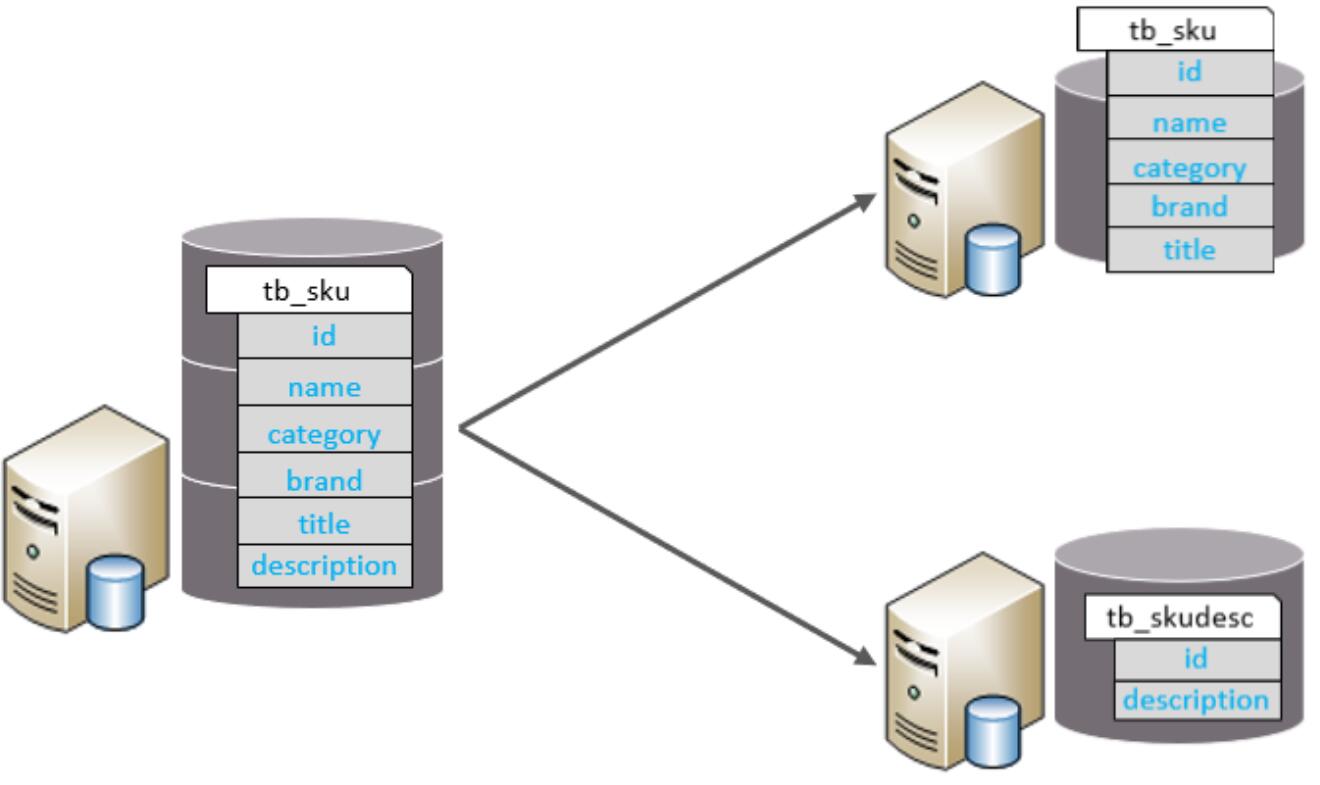 tb_sku
id
name
category
brand
title
description
tb_sku
id
name
category
brand
title
tb_skudesc
id
description